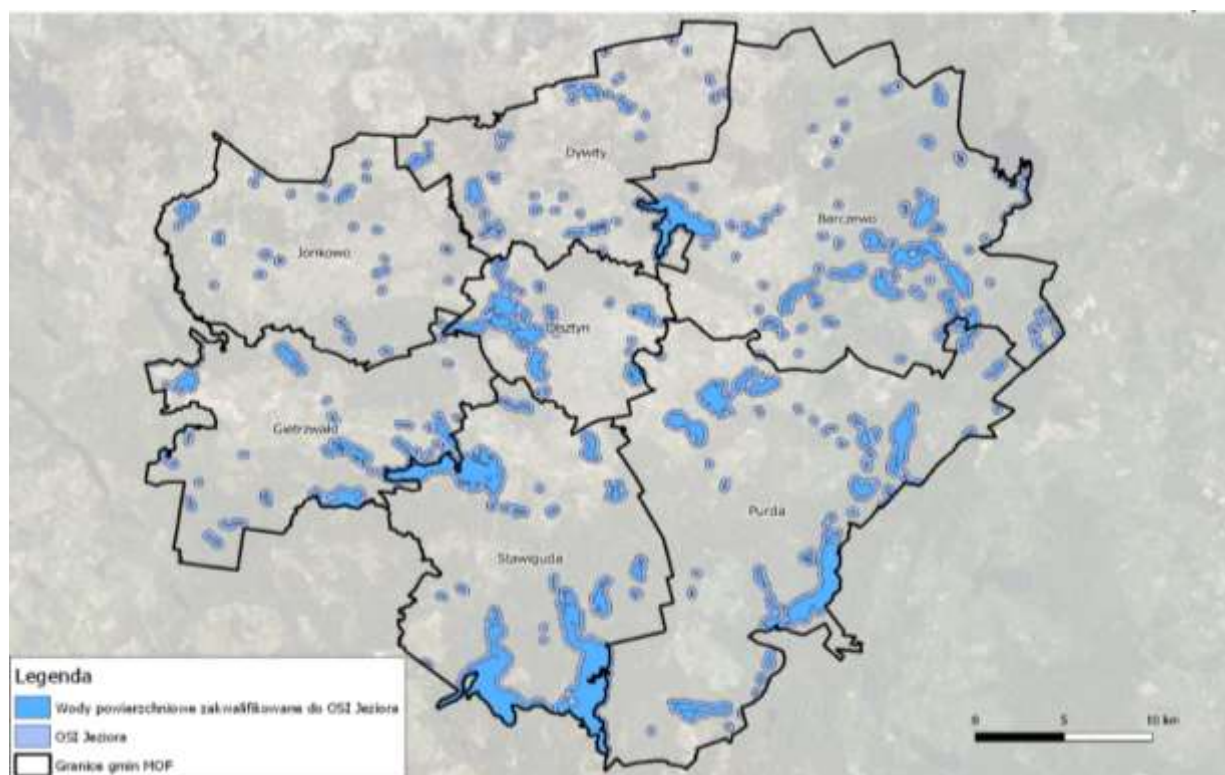 Dywity
Barczewo
Jonkowo
Olsztyn
Gietrzwałd
Purda
Stawiguda
Legenda
Wody powierzchniowe zakwalifikowane do OSI Jeziora
OSI Jeziora
Granice gmin MOF
0 5 10 km